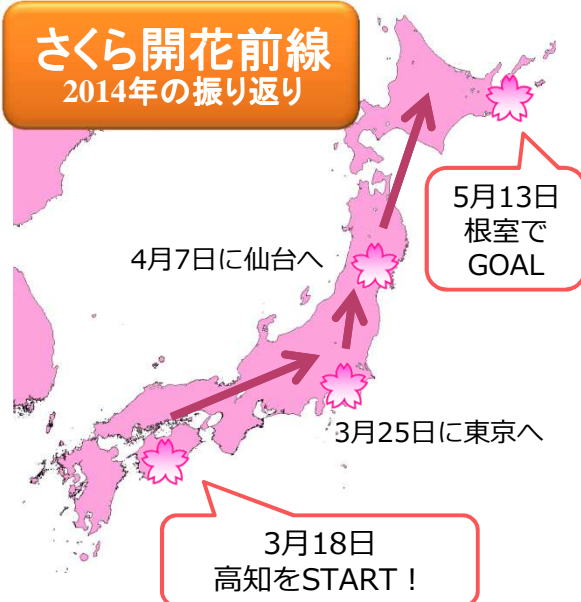 さくら開花前線
2014年の振り返り
5月13日
根室で
GOAL
4月7日に仙台へ
3月25日に東京へ
3月18日
高知をSTART！